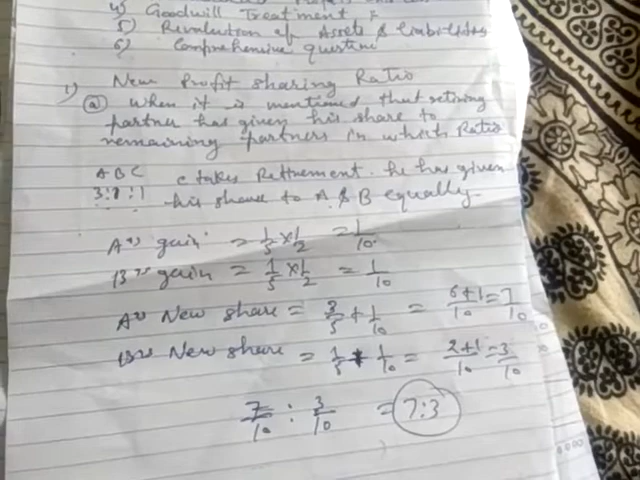 4) Goodwill Treatment
5) Revaluation of Assets & liabilities
6) Comprehensive question
1) New Profit sharing Ratio
(a) When it is mentioned that retiring
partner has given his share to
remaining partners in which Ratio
A B C C takes Retirement. he has given
3:1:1 his share to A & B equally.
A's gain = 1/5 × 1/2 = 1/10
B's gain = 1/5 × 1/2 = 1/10
A's New share = 3/5 + 1/10 = 6+1/10 = 7/10
B's New share = 1/5 + 1/10 = 2+1/10 = 3/10
7/10 : 3/10 = 7:3